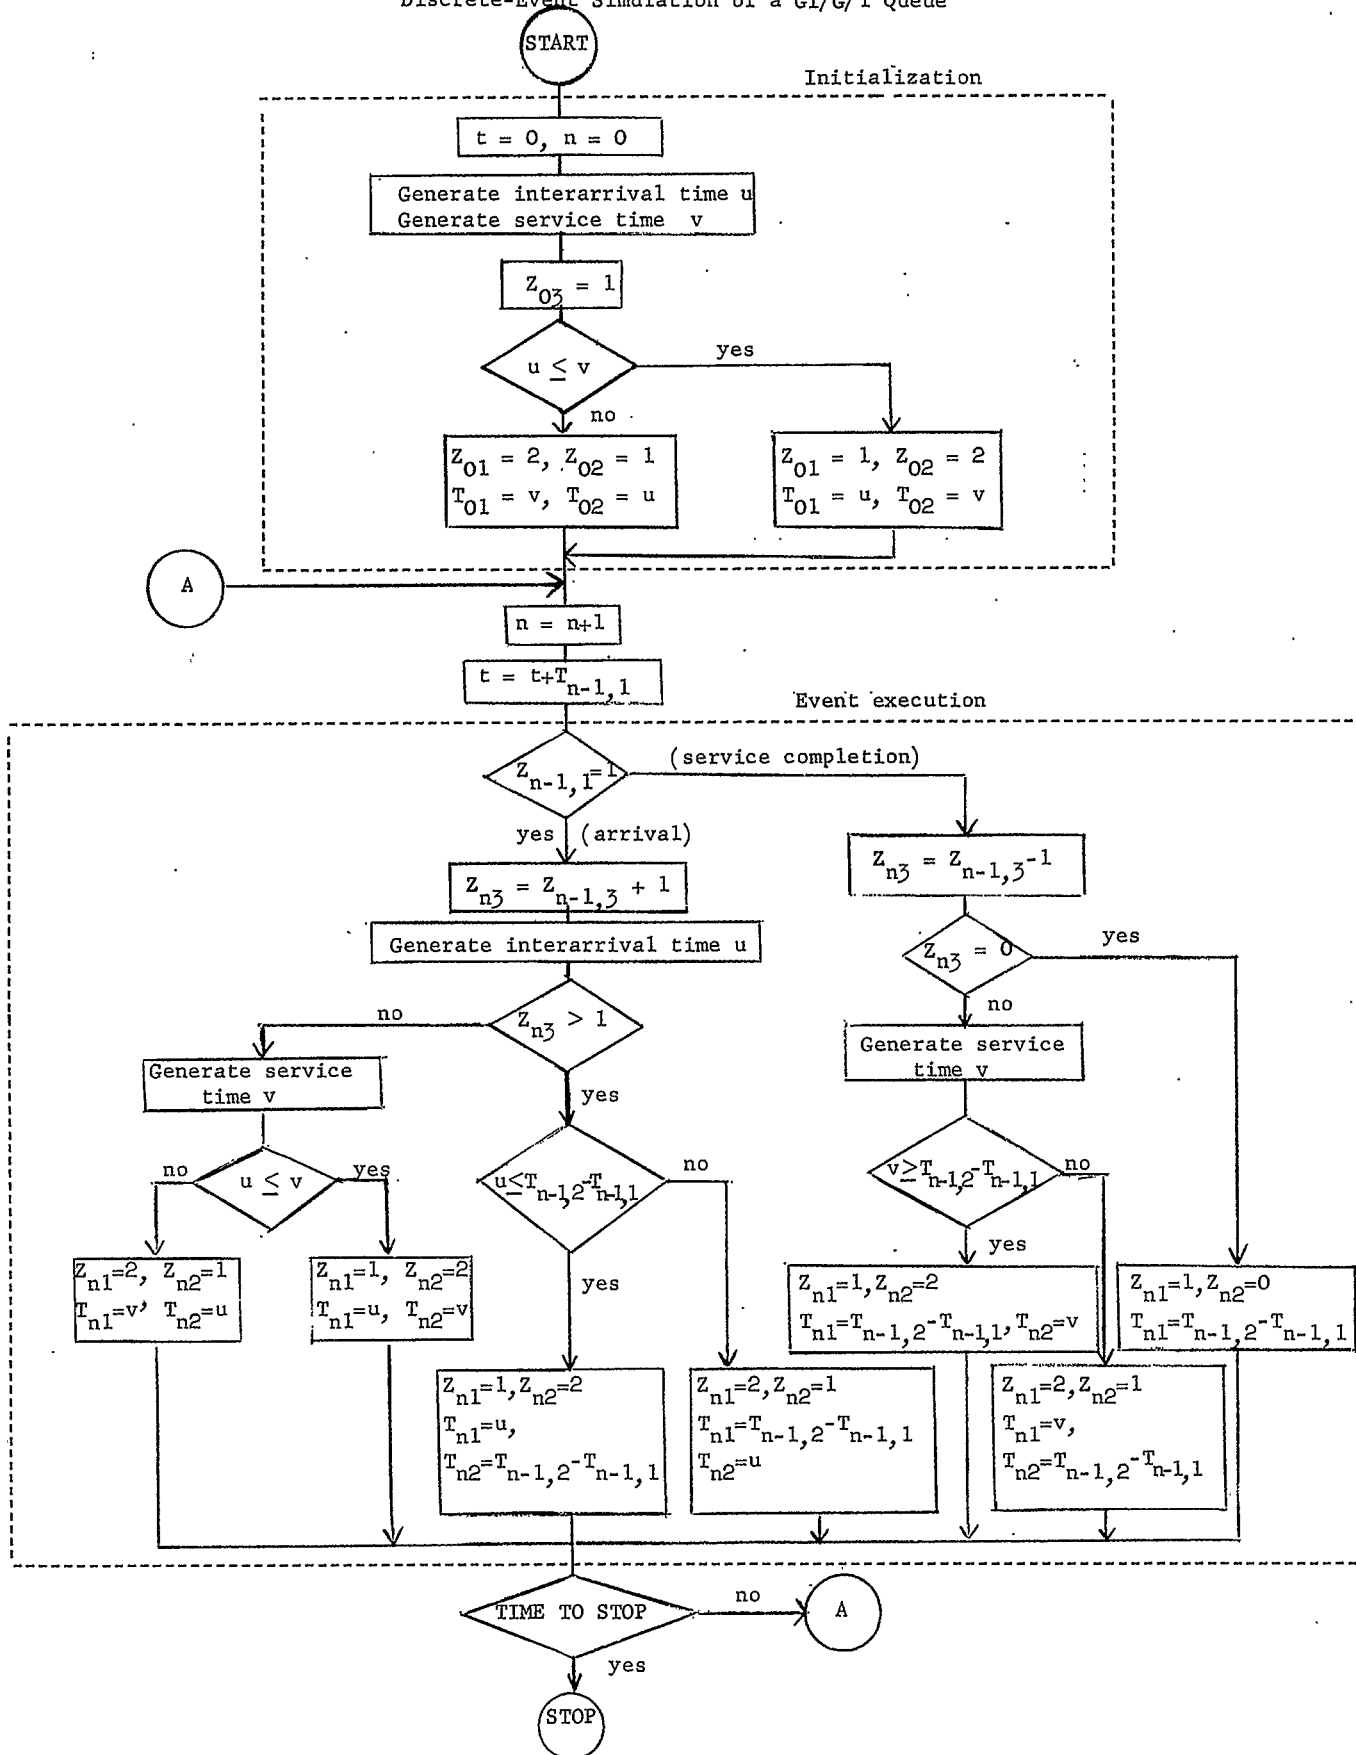 Discrete-Event Simulation of a GI/G/1 Queue
START
Initialization
t = 0, n = 0
Generate interarrival time u
Generate service time v
Z03 = 1
u ≤ v
yes
no
Z01 = 2, Z02 = 1
T01 = v, T02 = u
Z01 = 1, Z02 = 2
T01 = u, T02 = v
A
n = n+1
t = t+Tn-1,1
Event execution
Zn-1,1=1
(service completion)
yes (arrival)
Zn3 = Zn-1,3 + 1
Zn3 = Zn-1,3-1
Generate interarrival time u
Zn3 = 0
yes
no
Zn3 > 1
no
yes
Generate service
time v
Generate service
time v
u ≤ v
no
yes
u≤Tn-1,2-Tn-1,1
no
yes
v≥Tn-1,2-Tn-1,1
no
yes
Zn1=2, Zn2=1
Tn1=v, Tn2=u
Zn1=1, Zn2=2
Tn1=u, Tn2=v
Zn1=1,Zn2=2
Tn1=Tn-1,2-Tn-1,1,Tn2=v
Zn1=1,Zn2=0
Tn1=Tn-1,2-Tn-1,1
Zn1=1,Zn2=2
Tn1=u,
Tn2=Tn-1,2-Tn-1,1
Zn1=2,Zn2=1
Tn1=Tn-1,2-Tn-1,1
Tn2=u
Zn1=2,Zn2=1
Tn1=v,
Tn2=Tn-1,2-Tn-1,1
TIME TO STOP
no
A
yes
STOP